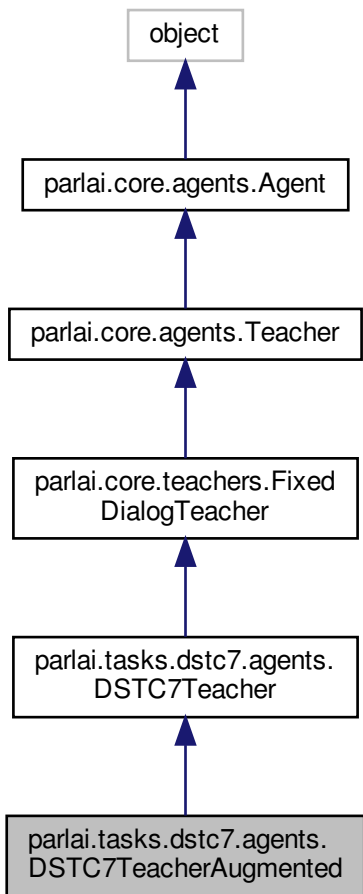 object
parlai.core.agents.Agent
parlai.core.agents.Teacher
parlai.core.teachers.Fixed
DialogTeacher
parlai.tasks.dstc7.agents.
DSTC7Teacher
parlai.tasks.dstc7.agents.
DSTC7TeacherAugmented